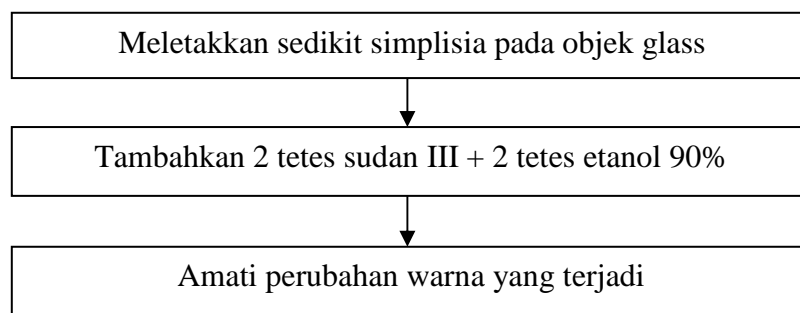 Meletakkan sedikit simplisia pada objek glass
Tambahkan 2 tetes sudan III + 2 tetes etanol 90%
Amati perubahan warna yang terjadi